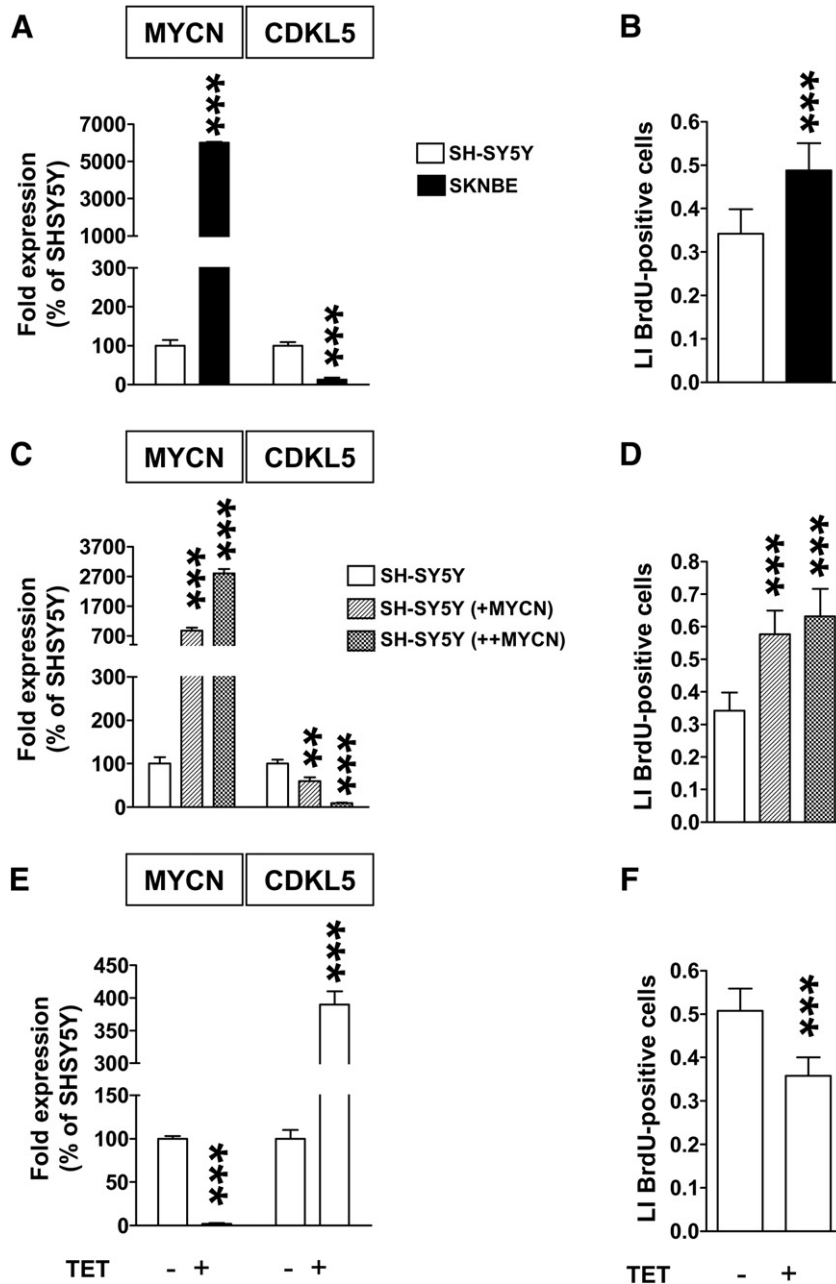 A
MYCN CDKL5
***
7000
5000
3000
1000
300
200
100
0
Fold expression
(% of SHSY5Y)
***
SH-SY5Y
SKNBE
B
***
0.6
0.5
0.4
0.3
0.2
0.1
0.0
LI BrdU-positive cells
C
MYCN CDKL5
3700
2700
1700
700
300
200
100
0
Fold expression
(% of SHSY5Y)
***
***
**
***
SH-SY5Y
SH-SY5Y (+MYCN)
SH-SY5Y (++MYCN)
D
***
***
0.8
0.7
0.6
0.5
0.4
0.3
0.2
0.1
0.0
LI BrdU-positive cells
E
MYCN CDKL5
450
400
350
300
150
100
50
0
Fold expression
(% of SHSY5Y)
***
***
TET - + - +
F
***
0.6
0.5
0.4
0.3
0.2
0.1
0.0
LI BrdU-positive cells
TET - +